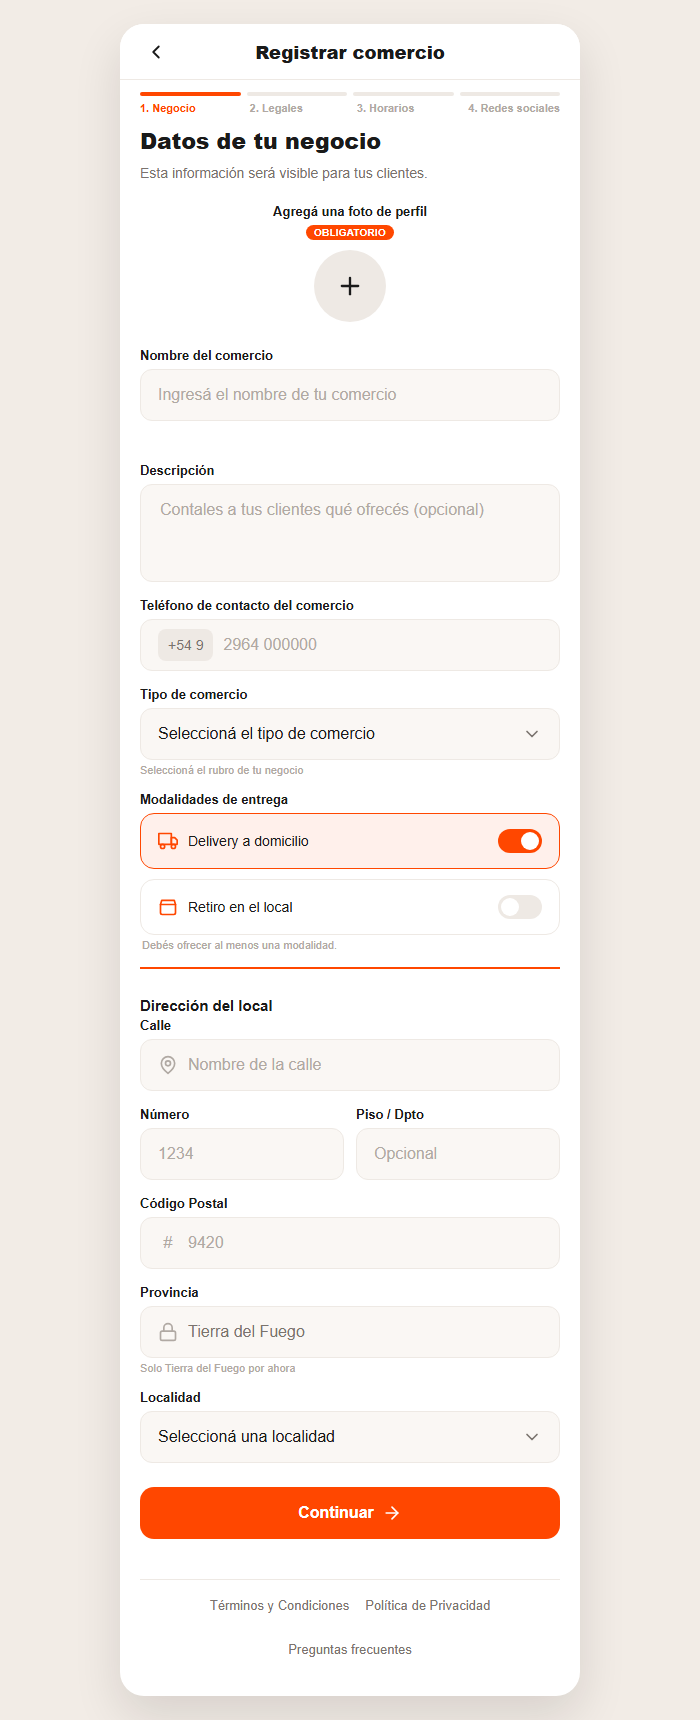 Registrar comercio
1. Negocio
2. Legales
3. Horarios
4. Redes sociales
Datos de tu negocio
Esta información será visible para tus clientes.
Agregá una foto de perfil
OBLIGATORIO
Nombre del comercio
Ingresá el nombre de tu comercio
Descripción
Contales a tus clientes qué ofrecés (opcional)
Teléfono de contacto del comercio
+54 9 2964 000000
Tipo de comercio
Seleccioná el tipo de comercio
Seleccioná el rubro de tu negocio
Modalidades de entrega
Delivery a domicilio
Retiro en el local
Debés ofrecer al menos una modalidad.
Dirección del local
Calle
Nombre de la calle
Número
Piso / Dpto
1234
Opcional
Código Postal
# 9420
Provincia
Tierra del Fuego
Solo Tierra del Fuego por ahora
Localidad
Seleccioná una localidad
Continuar
Términos y Condiciones
Política de Privacidad
Preguntas frecuentes